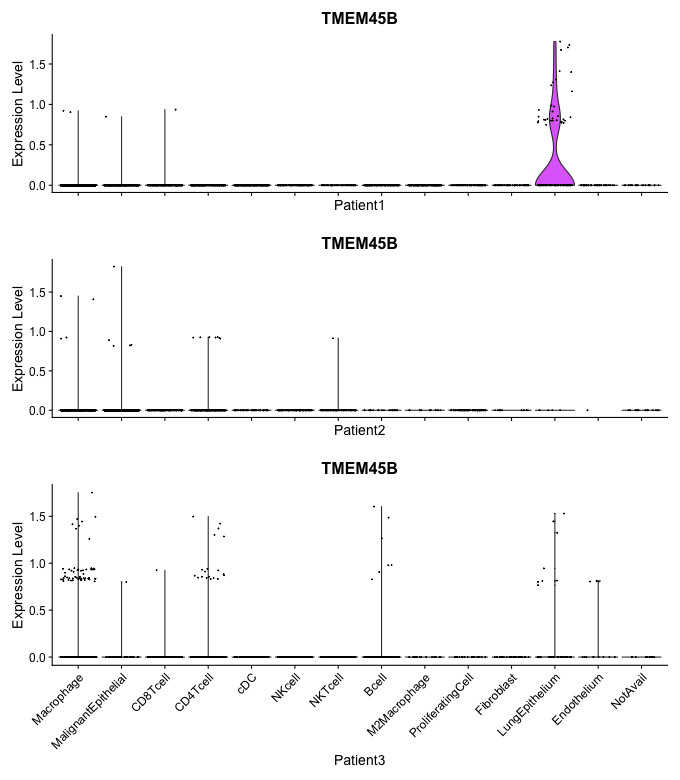 TMEM45B
Expression Level
1.5
1.0
0.5
0.0
Patient1
TMEM45B
Expression Level
1.5
1.0
0.5
0.0
Patient2
TMEM45B
Expression Level
1.5
1.0
0.5
0.0
Macrophage
MalignantEpithelial
CD8Tcell
CD4Tcell
cDC
NKcell
NKTcell
Bcell
M2Macrophage
ProliferatingCell
Fibroblast
LungEpithelium
Endothelium
NotAvail
Patient3